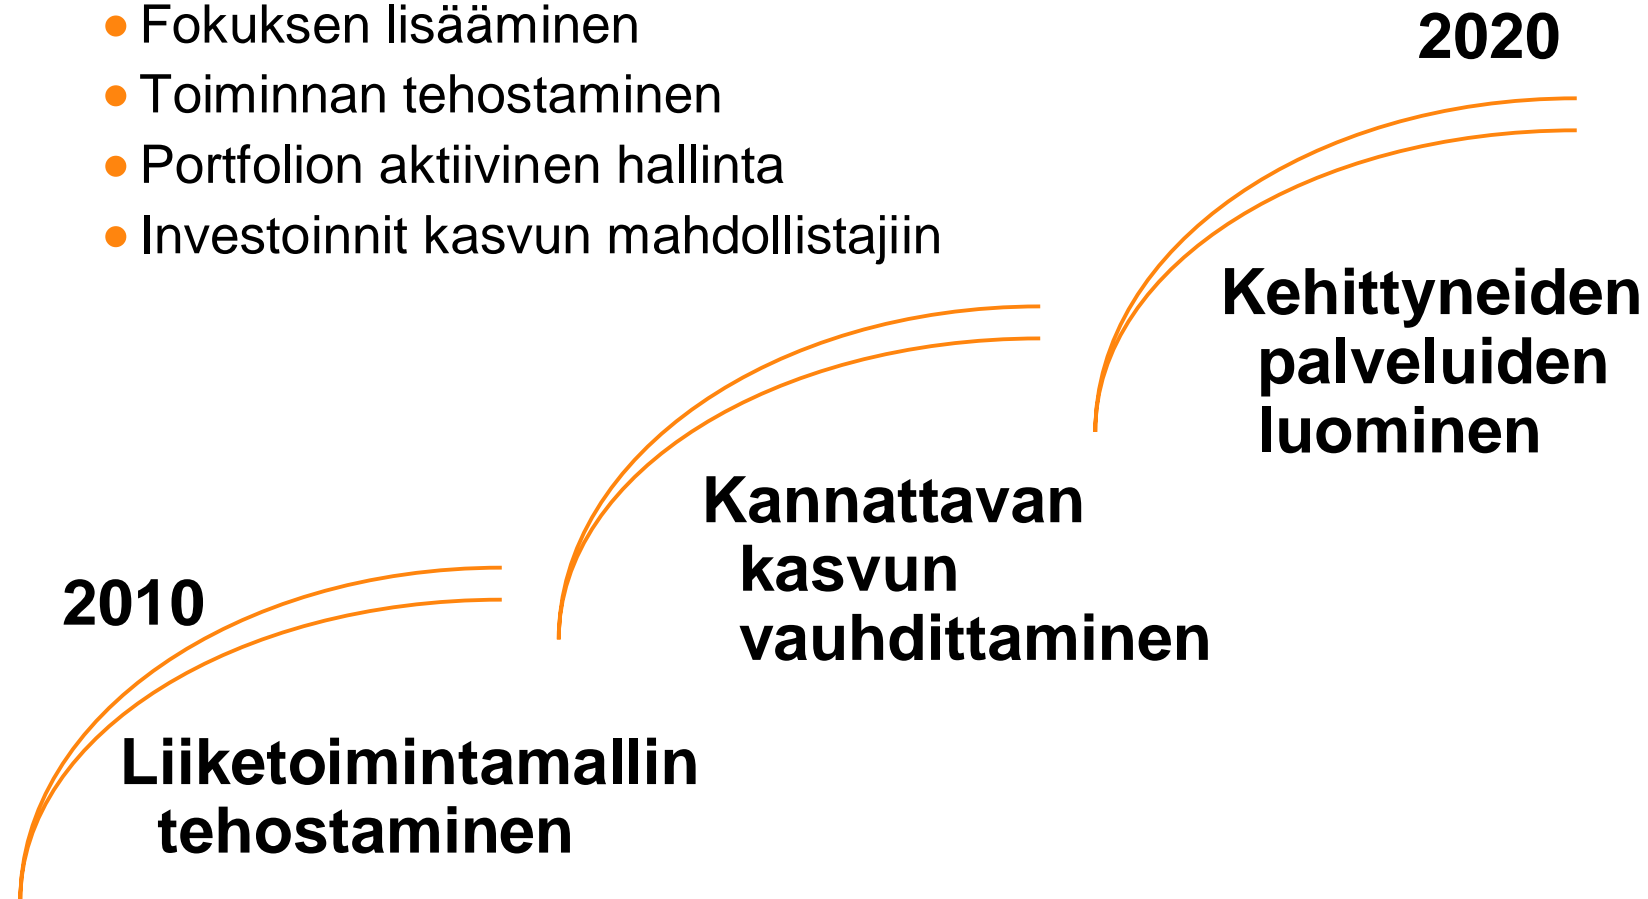 Fokuksen lisääminen
Toiminnan tehostaminen
Portfolion aktiivinen hallinta
Investoinnit kasvun mahdollistajiin
2020
Kehittyneiden
palveluiden
luominen
Kannattavan
kasvun
vauhdittaminen
2010
Liiketoimintamallin
tehostaminen